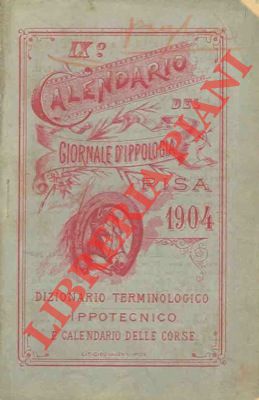 IX°
CALENDARIO
DEL
GIORNALE D'IPPOLOGIA
PISA
1904
DIZIONARIO TERMINOLOGICO
IPPOTECNICO
E CALENDARIO DELLE CORSE
LIBRERIA PIANI